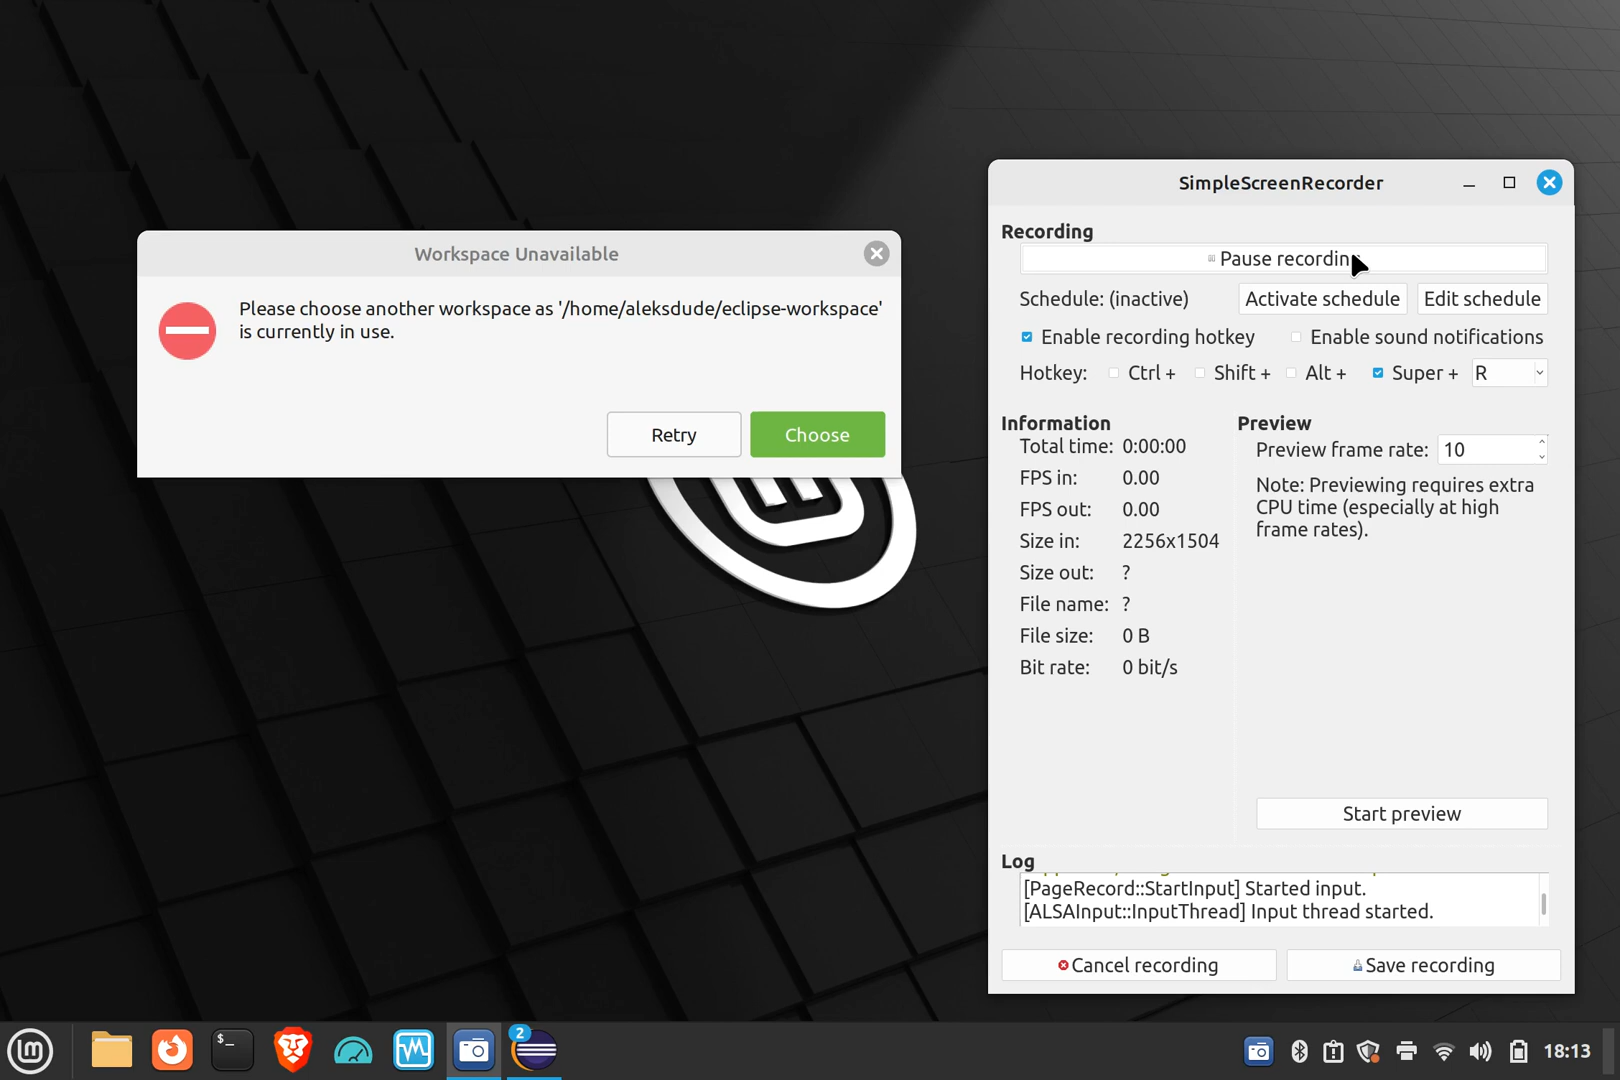 SimpleScreenRecorder
Workspace Unavailable
Please choose another workspace as '/home/aleksdude/eclipse-workspace'
is currently in use.
Retry
Choose
Recording
Pause recording
Schedule: (inactive)
Activate schedule
Edit schedule
Enable recording hotkey
Enable sound notifications
Hotkey:
Ctrl +
Shift +
Alt +
Super +
R
Information
Total time: 0:00:00
FPS in: 0.00
FPS out: 0.00
Size in: 2256x1504
Size out: ?
File name: ?
File size: 0 B
Bit rate: 0 bit/s
Preview
Preview frame rate: 10
Note: Previewing requires extra
CPU time (especially at high
frame rates).
Start preview
Log
[PageRecord::StartInput] Started input.
[ALSAInput::InputThread] Input thread started.
Cancel recording
Save recording
$_
2
18:13